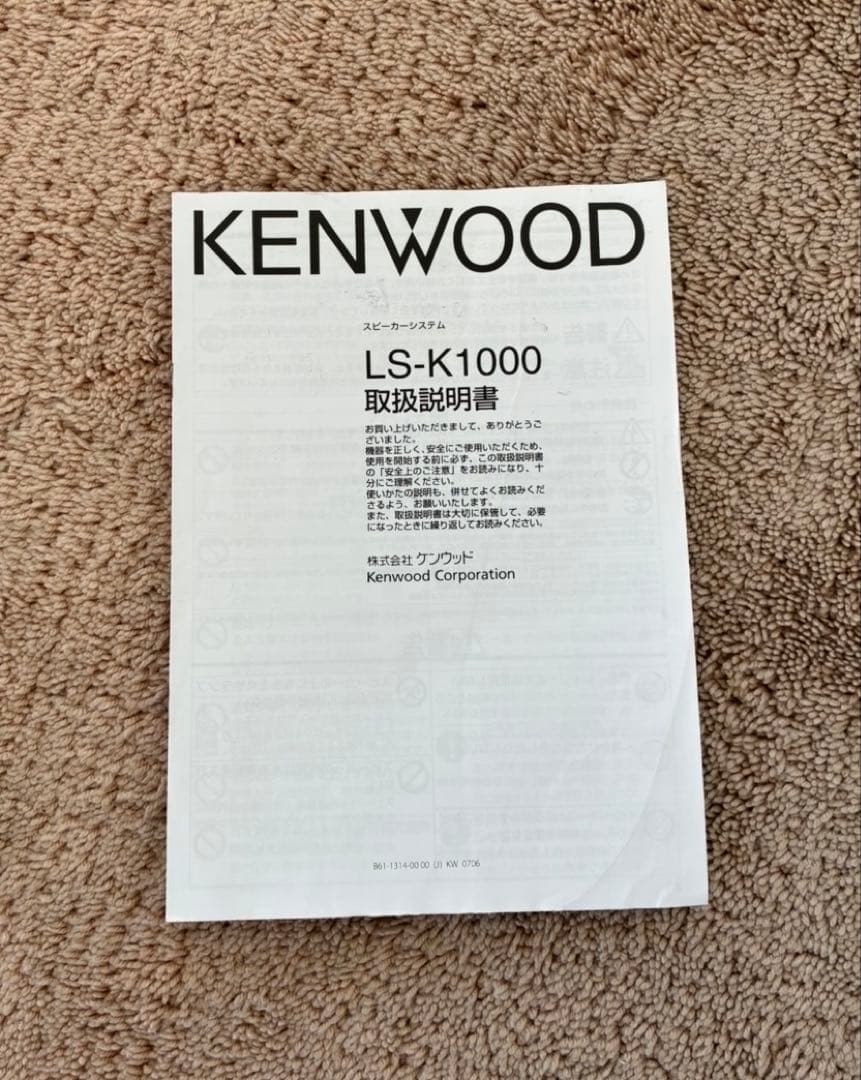 KENWOOD
スピーカーシステム
LS-K1000
取扱説明書
お買い上げいただきまして、ありがとうご
ざいました。
機器を正しく、安全にご使用いただくため、
使用を開始する前に必ず、この取扱説明書
の「安全上のご注意」をお読みになり、十
分にご理解ください。
使いかたの説明も、併せてよくお読みくだ
さるよう、お願いいたします。
また、取扱説明書は大切に保管して、必要
になったときに繰り返してお読みください。
株式会社 ケンウッド
Kenwood Corporation
B61-1314-00 00 (J) KW 0706